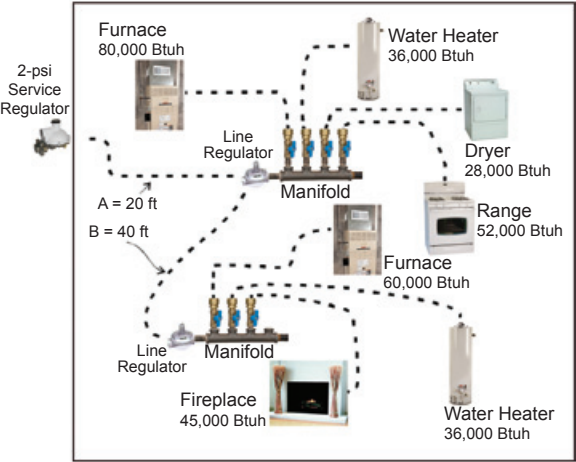 Furnace
80,000 Btuh
Water Heater
36,000 Btuh
2-psi
Service
Regulator
Line
Regulator
Manifold
Dryer
28,000 Btuh
A = 20 ft
B = 40 ft
Range
52,000 Btuh
Furnace
60,000 Btuh
Line
Regulator
Manifold
Fireplace
45,000 Btuh
Water Heater
36,000 Btuh